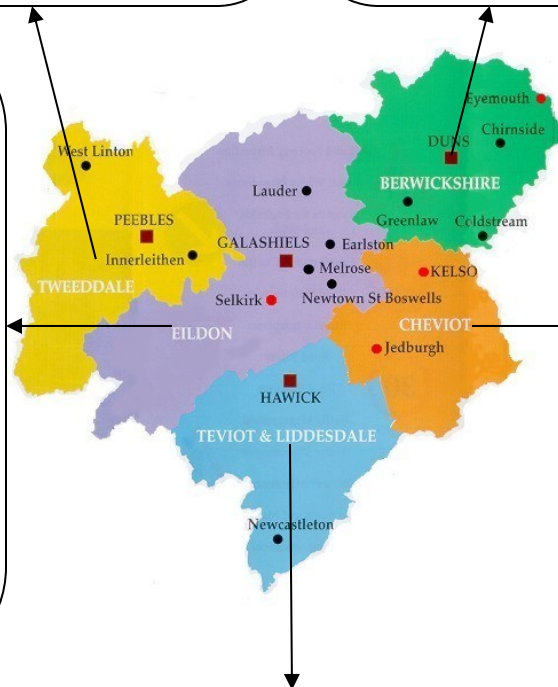 Eyemouth
Chirnside
DUNS
West Linton
BERWICKSHIRE
Lauder
PEEBLES
Greenlaw
Coldstream
GALASHIELS
Earlston
Innerleithen
Melrose
KELSO
TWEEDDALE
Selkirk
Newtown St Boswells
EILDON
CHEVIOT
Jedburgh
HAWICK
TEVIOT & LIDDESDALE
Newcastleton